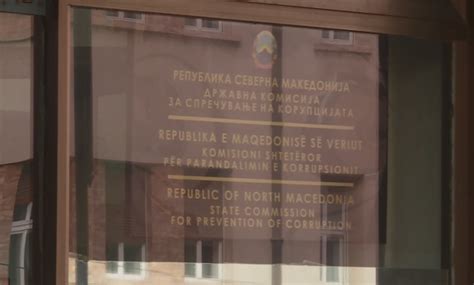 РЕПУБЛИКА СЕВЕРНА МАКЕДОНИЈА
ДРЖАВНА КОМИСИЈА
ЗА СПРЕЧУВАЊЕ НА КОРУПЦИЈАТА
REPUBLIKA E MAQEDONISË SË VERIUT
KOMISIONI SHTETËROR
PËR PARANDALIMIN E KORRUPSIONIT
REPUBLIC OF NORTH MACEDONIA
STATE COMMISSION
FOR PREVENTION OF CORRUPTION